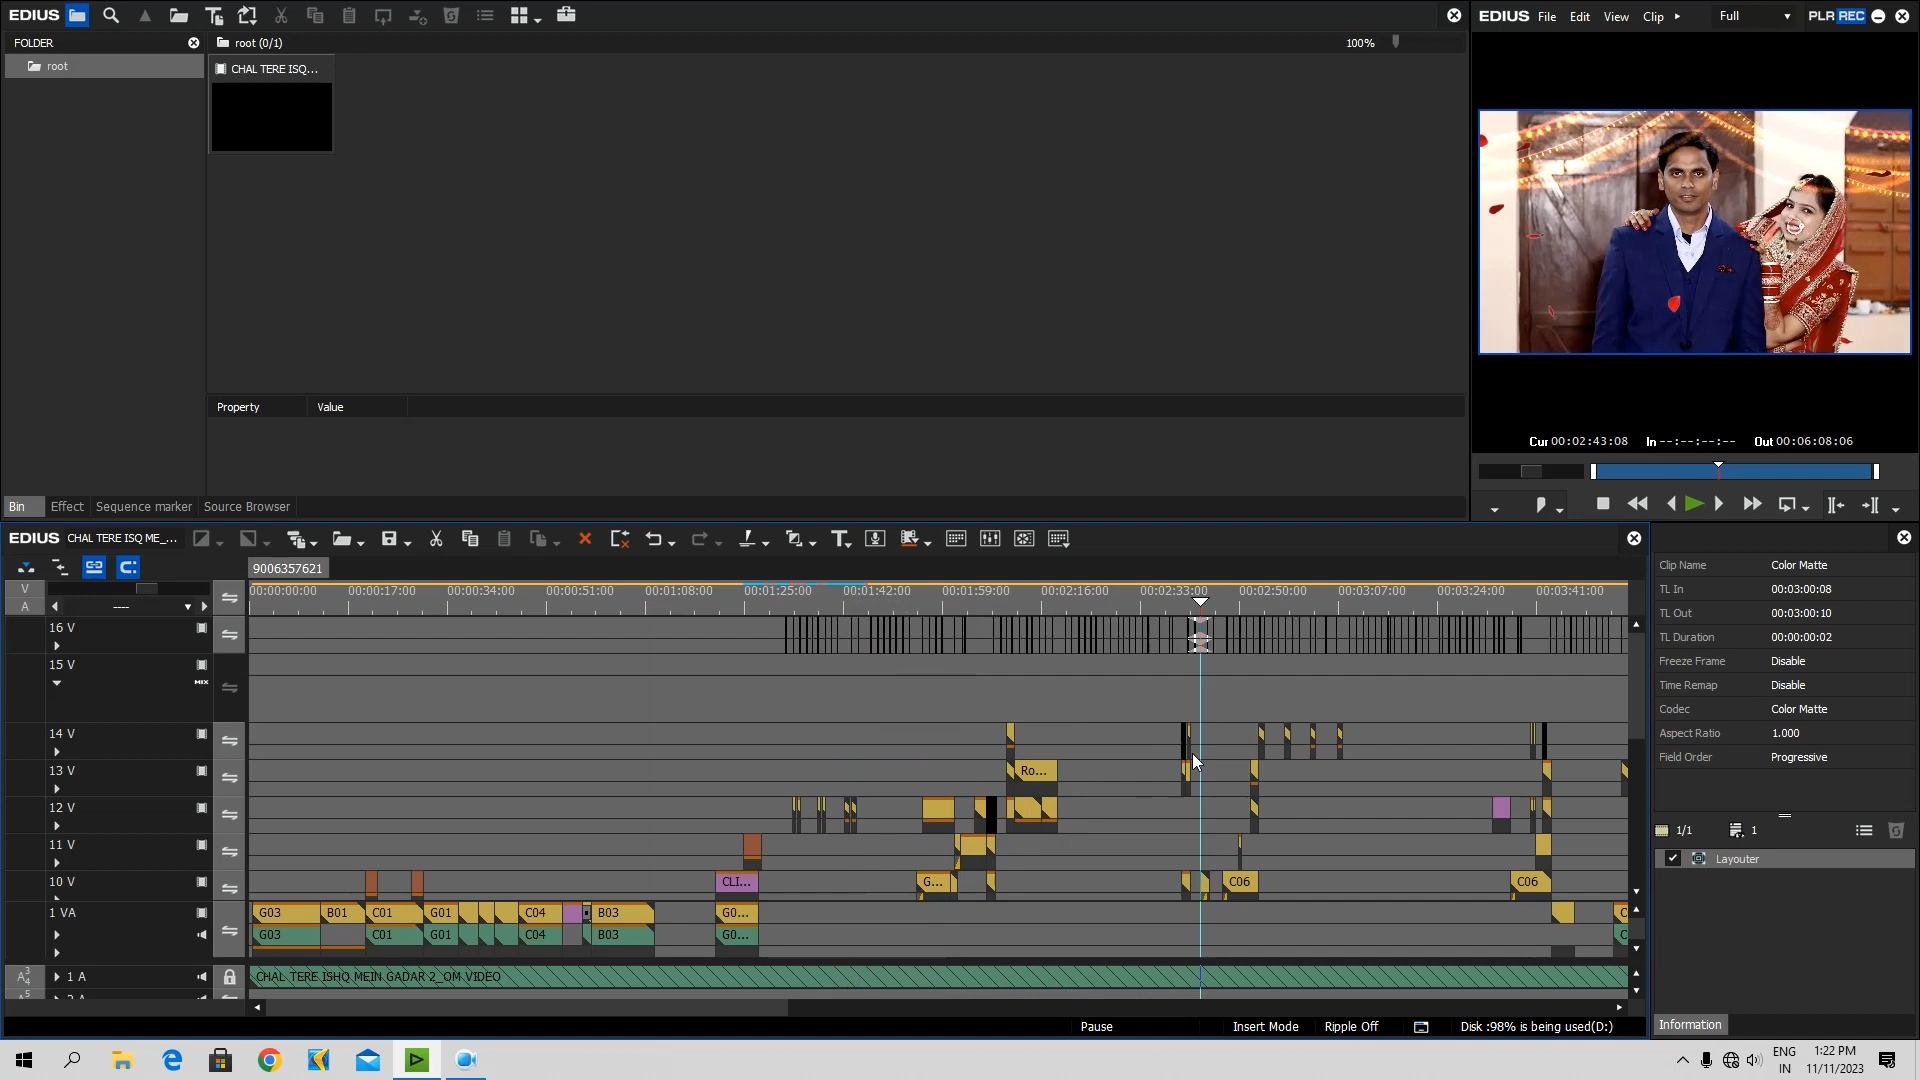 EDIUS
FOLDER
root
root (0/1)
100%
CHAL TERE ISQ...
Property Value
Bin Effect Sequence marker Source Browser
EDIUS File Edit View Clip Full PLR REC
Cur 00:02:43:08 In --:--:--:-- Out 00:06:08:06
EDIUS CHAL TERE ISQ ME_...
9006357621
V
A ----
00:00:00:00 00:00:17:00 00:00:34:00 00:00:51:00 00:01:08:00 00:01:25:00 00:01:42:00 00:01:59:00 00:02:16:00 00:02:33:00 00:02:50:00 00:03:07:00 00:03:24:00 00:03:41:00
16 V
15 V
MIX
14 V
13 V Ro...
12 V
11 V
10 V CLI... G... C06 C06
1 VA G03 B01 C01 G01 C04 B03 G0... C
G03 C01 G01 C04 B03 G0... C
1 A CHAL TERE ISHQ MEIN GADAR 2_OM VIDEO
Pause Insert Mode Ripple Off Disk :98% is being used(D:)
Clip Name Color Matte
TL In 00:03:00:08
TL Out 00:03:00:10
TL Duration 00:00:00:02
Freeze Frame Disable
Time Remap Disable
Codec Color Matte
Aspect Ratio 1.000
Field Order Progressive
1/1 1
Layouter
Information
ENG
IN
1:22 PM
11/11/2023